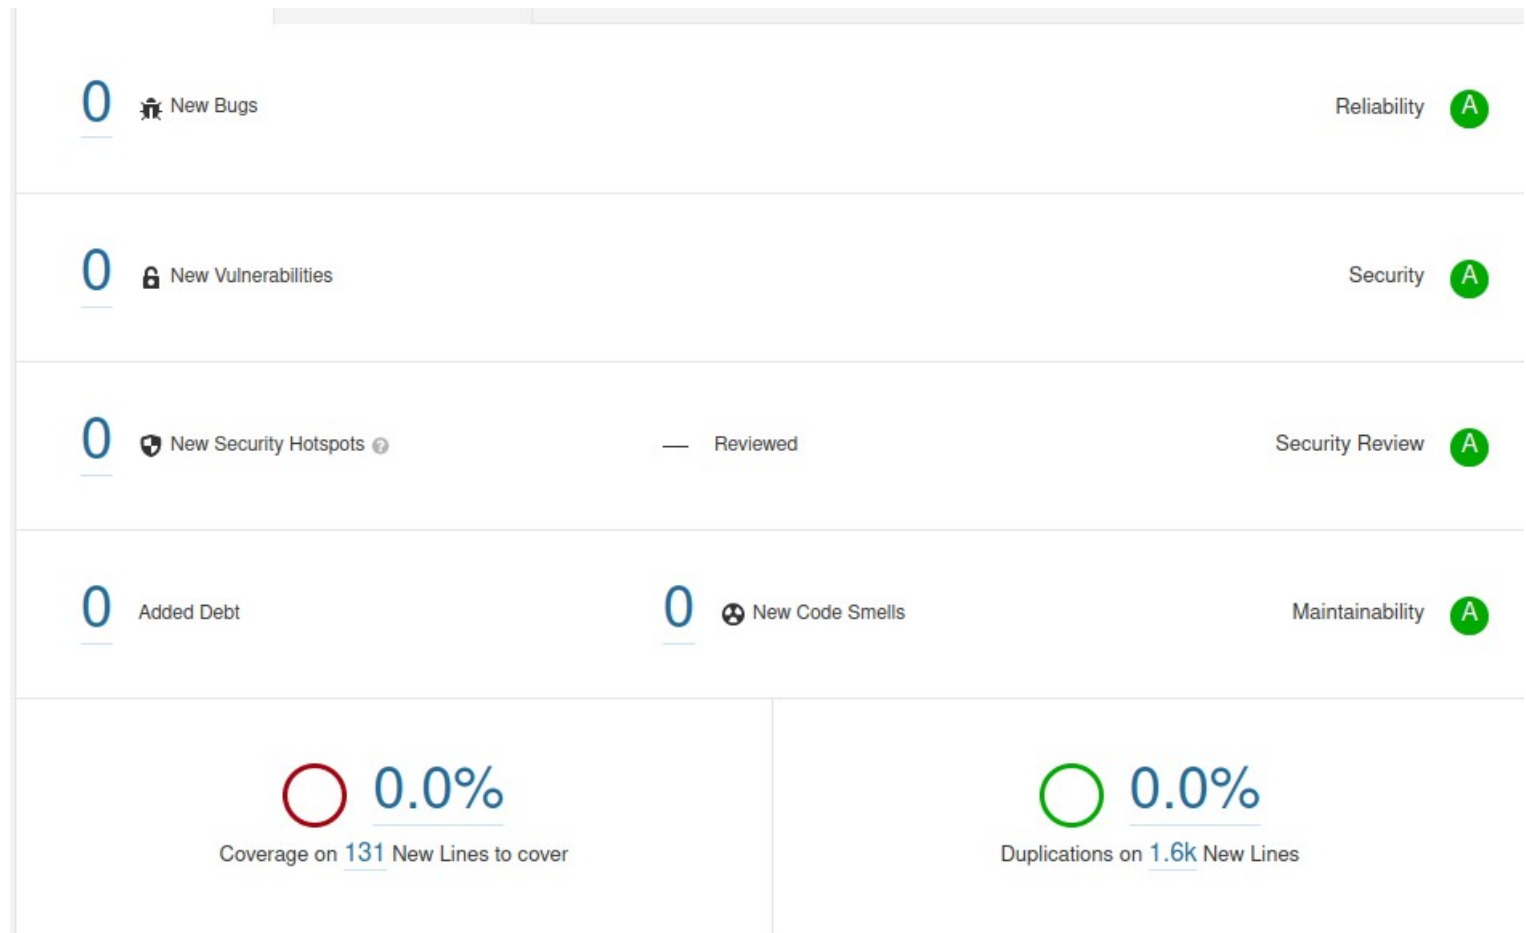 0 New Bugs Reliability A
0 New Vulnerabilities Security A
0 New Security Hotspots ? — Reviewed Security Review A
0 Added Debt 0 New Code Smells Maintainability A
0.0% 0.0%
Coverage on 131 New Lines to cover Duplications on 1.6k New Lines